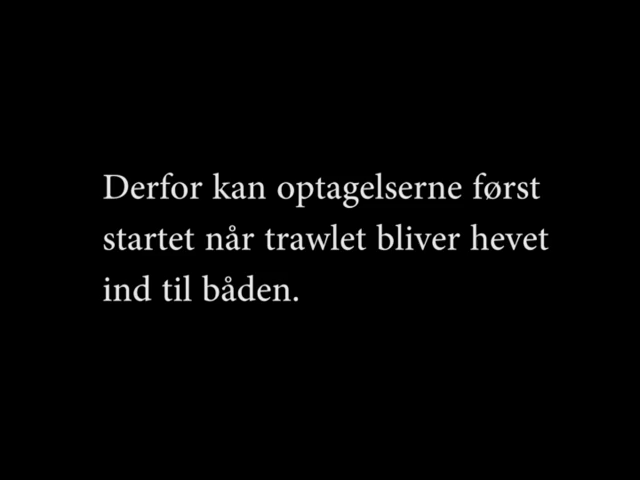 Derfor kan optagelserne først
startet når trawlet bliver hevet
ind til båden.